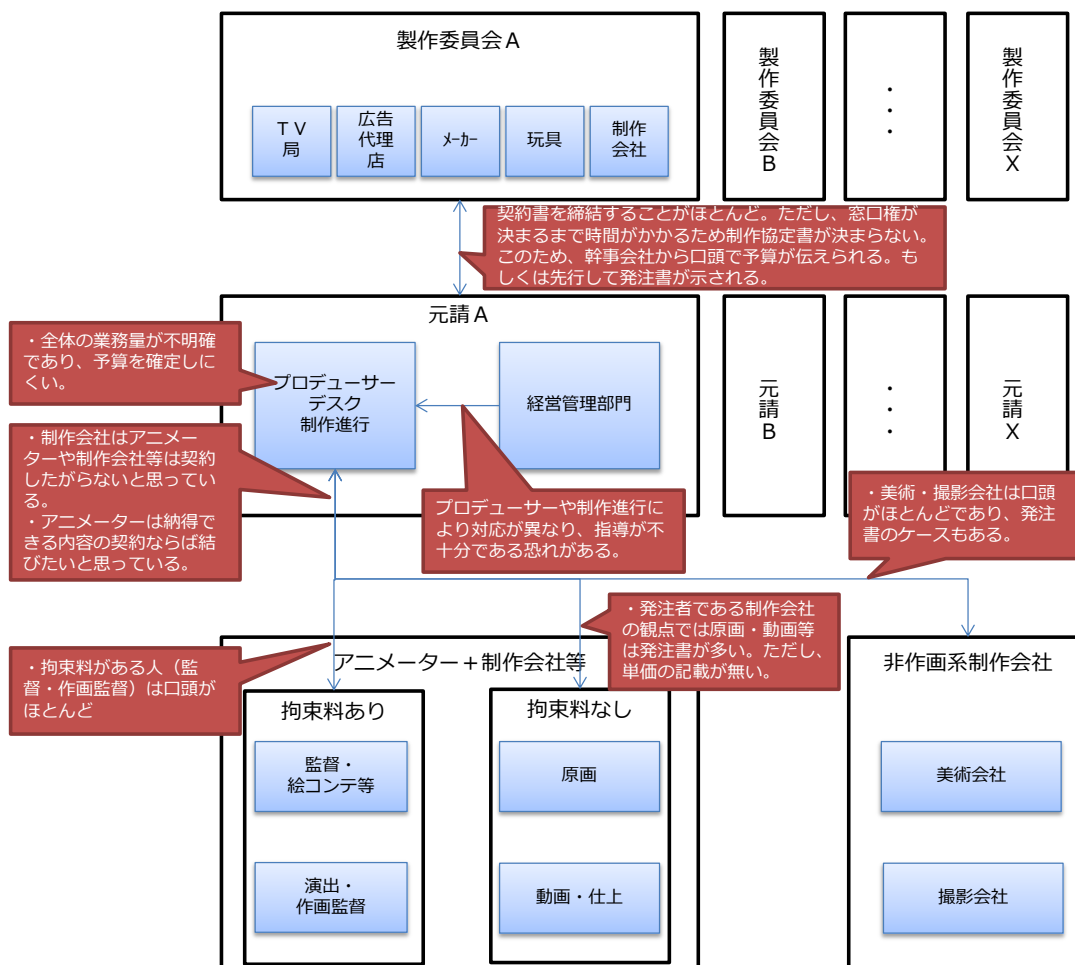 製作委員会Ａ
ＴＶ
局
広告
代理
店
ﾒｰｶｰ
玩具
制作
会社
製作委員会Ｂ
・・・
製作委員会Ｘ
契約書を締結することがほとんど。ただし、窓口権が
決まるまで時間がかかるため制作協定書が決まらない。
このため、幹事会社から口頭で予算が伝えられる。も
しくは先行して発注書が示される。
元請Ａ
・全体の業務量が不明確
であり、予算を確定しに
くい。
プロデューサー
デスク
制作進行
経営管理部門
元請Ｂ
・・・
元請Ｘ
・制作会社はアニメー
ターや制作会社等は契約
したがらないと思ってい
る。
・アニメーターは納得で
きる内容の契約ならば結
びたいと思っている。
プロデューサーや制作進行に
より対応が異なり、指導が不
十分である恐れがある。
・美術・撮影会社は口頭
がほとんどであり、発注
書のケースもある。
・発注者である制作会社
の観点では原画・動画等
は発注書が多い。ただし、
単価の記載が無い。
・拘束料がある人（監
督・作画監督）は口頭が
ほとんど
アニメーター＋制作会社等
非作画系制作会社
拘束料あり
監督・
絵コンテ等
演出・
作画監督
拘束料なし
原画
動画・仕上
美術会社
撮影会社